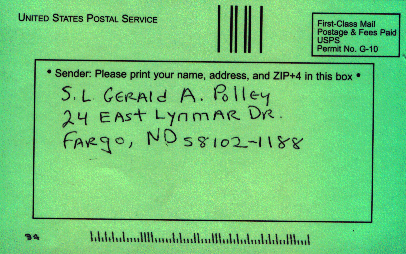 UNITED STATES POSTAL SERVICE
First-Class Mail
Postage & Fees Paid
USPS
Permit No. G-10
• Sender: Please print your name, address, and ZIP+4 in this box •
S.L GERALD A. Polley
24 EAST LYNMAR DR.
FARGO, ND 58102-1188
34